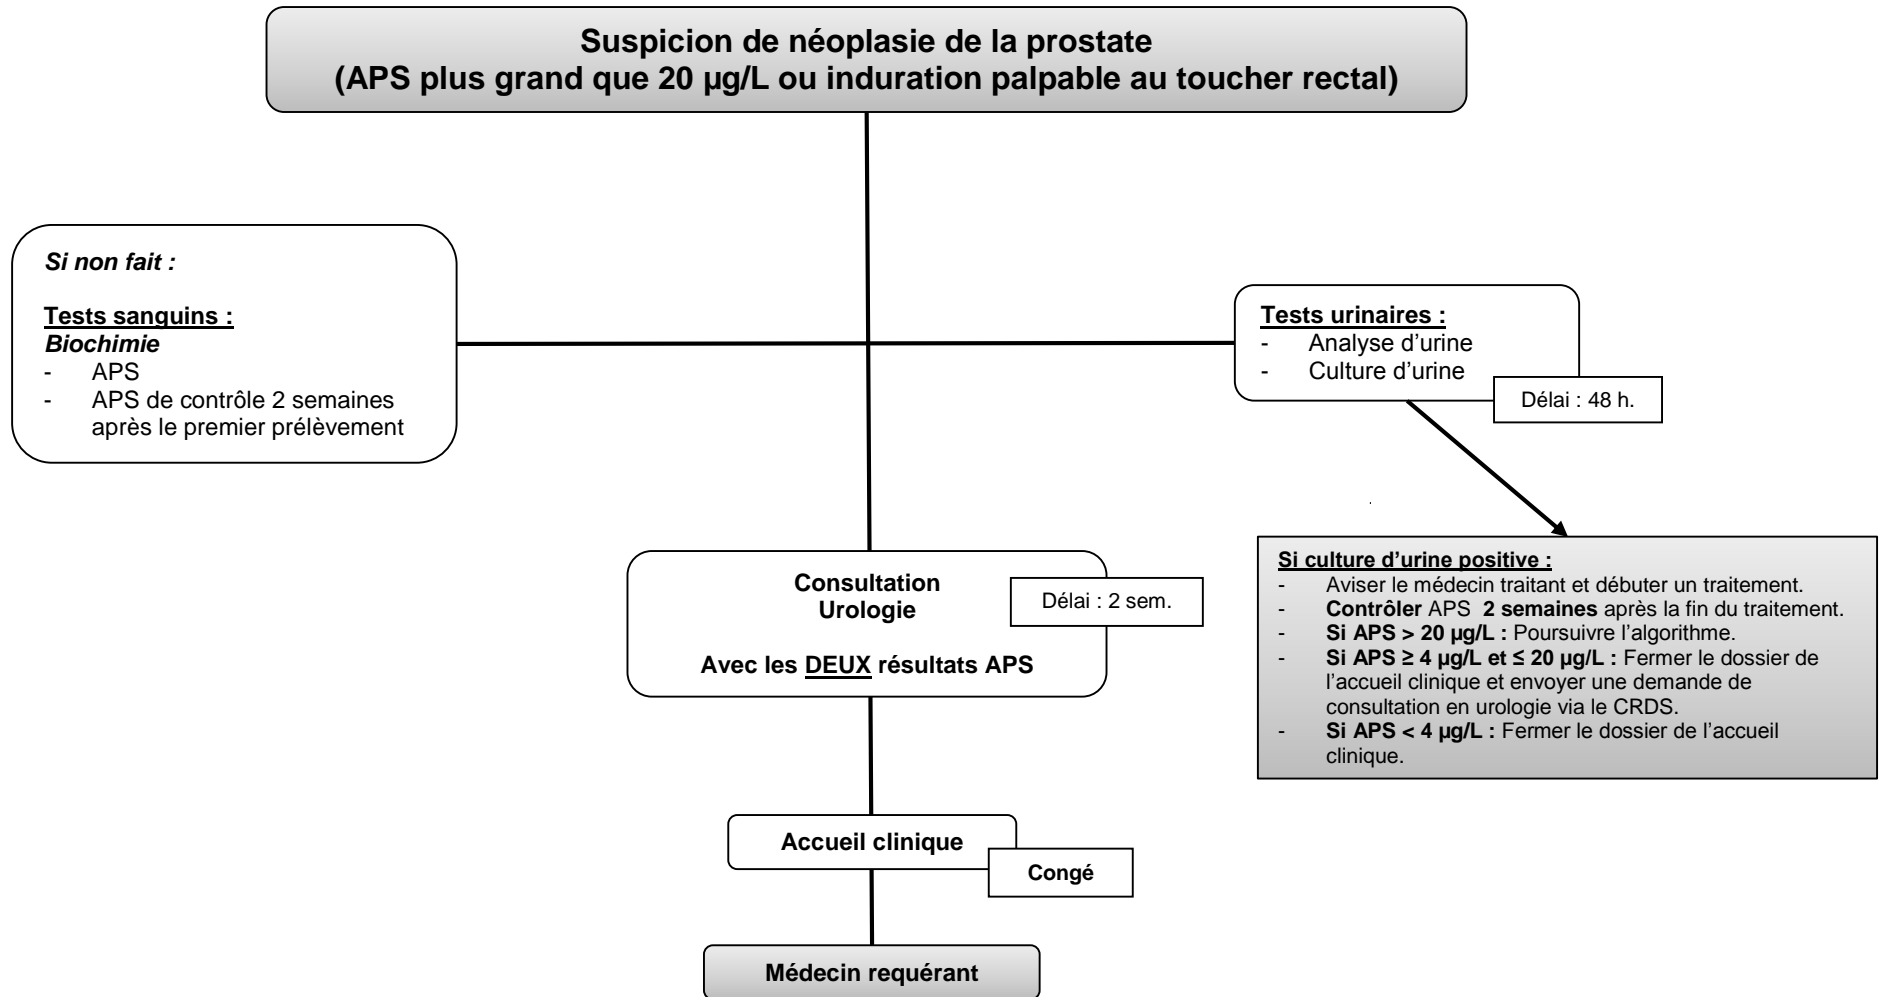 Suspicion de néoplasie de la prostate
(APS plus grand que 20 µg/L ou induration palpable au toucher rectal)
Si non fait :
Tests sanguins :
Biochimie
- APS
- APS de contrôle 2 semaines
après le premier prélèvement
Tests urinaires :
- Analyse d’urine
- Culture d’urine
Délai : 48 h.
Si culture d’urine positive :
- Aviser le médecin traitant et débuter un traitement.
- Contrôler APS 2 semaines après la fin du traitement.
- Si APS > 20 µg/L : Poursuivre l’algorithme.
- Si APS ≥ 4 µg/L et ≤ 20 µg/L : Fermer le dossier de
l’accueil clinique et envoyer une demande de
consultation en urologie via le CRDS.
- Si APS < 4 µg/L : Fermer le dossier de l’accueil
clinique.
Consultation
Urologie
Délai : 2 sem.
Avec les DEUX résultats APS
Accueil clinique
Congé
Médecin requérant